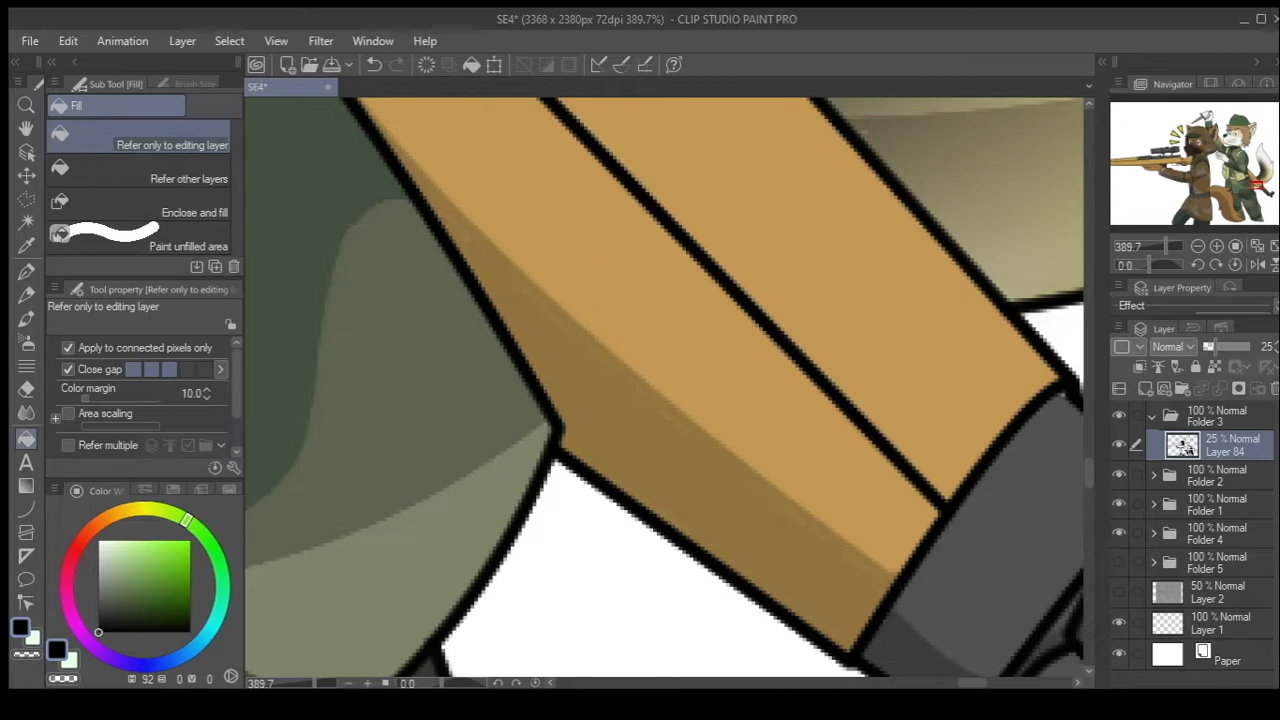 SE4* (3368 x 2380px 72dpi 389.7%) - CLIP STUDIO PAINT PRO
File Edit Animation Layer Select View Filter Window Help
Sub Tool [Fill] Brush Size
SE4*
Navigator
Fill
Refer only to editing layer
Refer other layers
Enclose and fill
Paint unfilled area
Tool property [Refer only to editing l
Refer only to editing layer
Apply to connected pixels only
Close gap
Color margin
10.0
Area scaling
Refer multiple
Color W
92 0 0
389.7 0.0
389.7
0.0
Layer Property
Effect
Layer
Normal 25
100 % Normal
Folder 3
25 % Normal
Layer 84
100 % Normal
Folder 2
100 % Normal
Folder 1
100 % Normal
Folder 4
100 % Normal
Folder 5
50 % Normal
Layer 2
100 % Normal
Layer 1
Paper